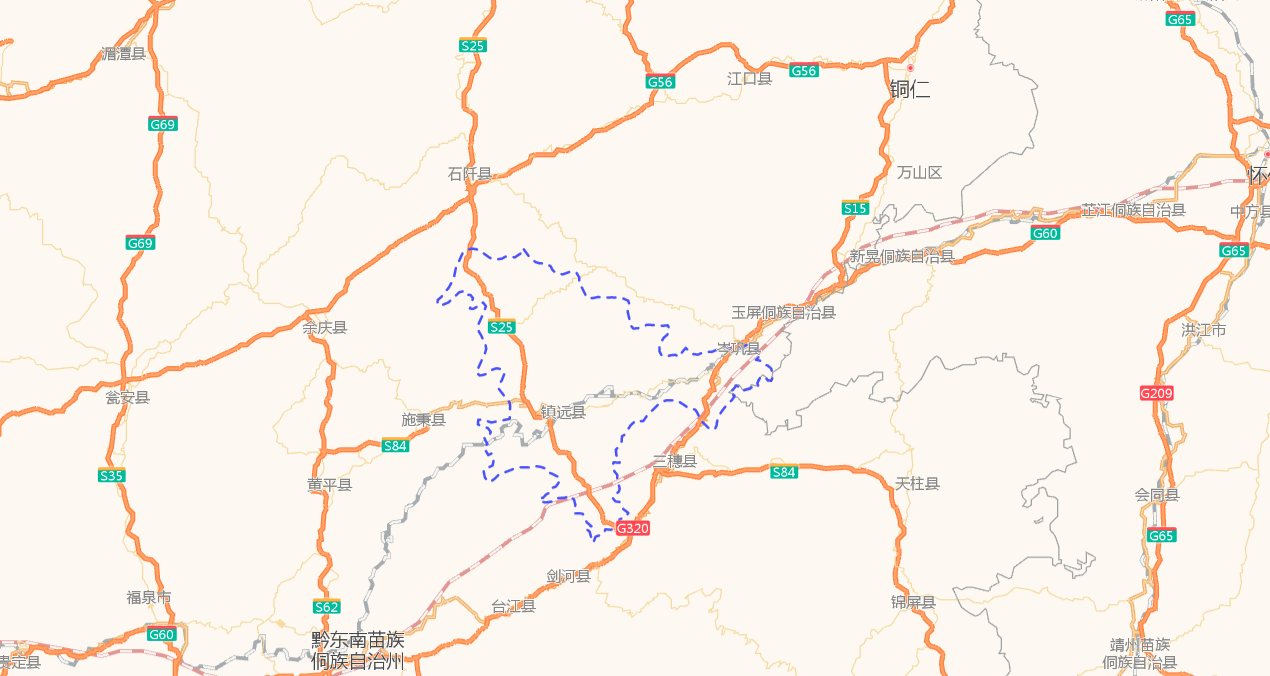 G65
S25
湄潭县
G56
G56
江口县
铜仁
G69
石阡县
万山区
怀
S15
芷江侗族自治县
中方县
G69
G60
G65
新晃侗族自治县
玉屏侗族自治县
余庆县
S25
洪江市
岑巩县
瓮安县
G209
镇远县
施秉县
S84
三穗县
S35
S84
黄平县
天柱县
会同县
G320
G65
剑河县
福泉市
S62
台江县
锦屏县
G60
黔东南苗族
侗族自治州
靖州苗族
侗族自治县
贵定县